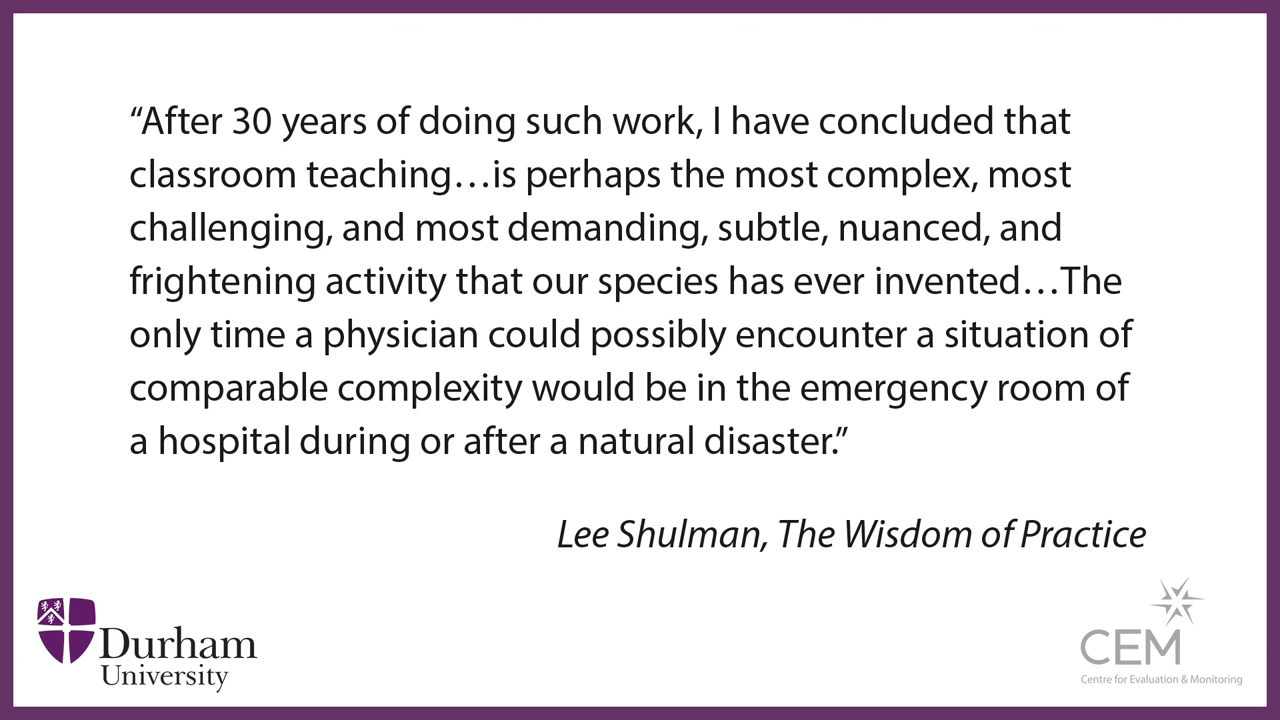 “After 30 years of doing such work, I have concluded that
classroom teaching…is perhaps the most complex, most
challenging, and most demanding, subtle, nuanced, and
frightening activity that our species has ever invented…The
only time a physician could possibly encounter a situation of
comparable complexity would be in the emergency room of
a hospital during or after a natural disaster.”
Lee Shulman, The Wisdom of Practice
Durham
University
CEM
Centre for Evaluation & Monitoring